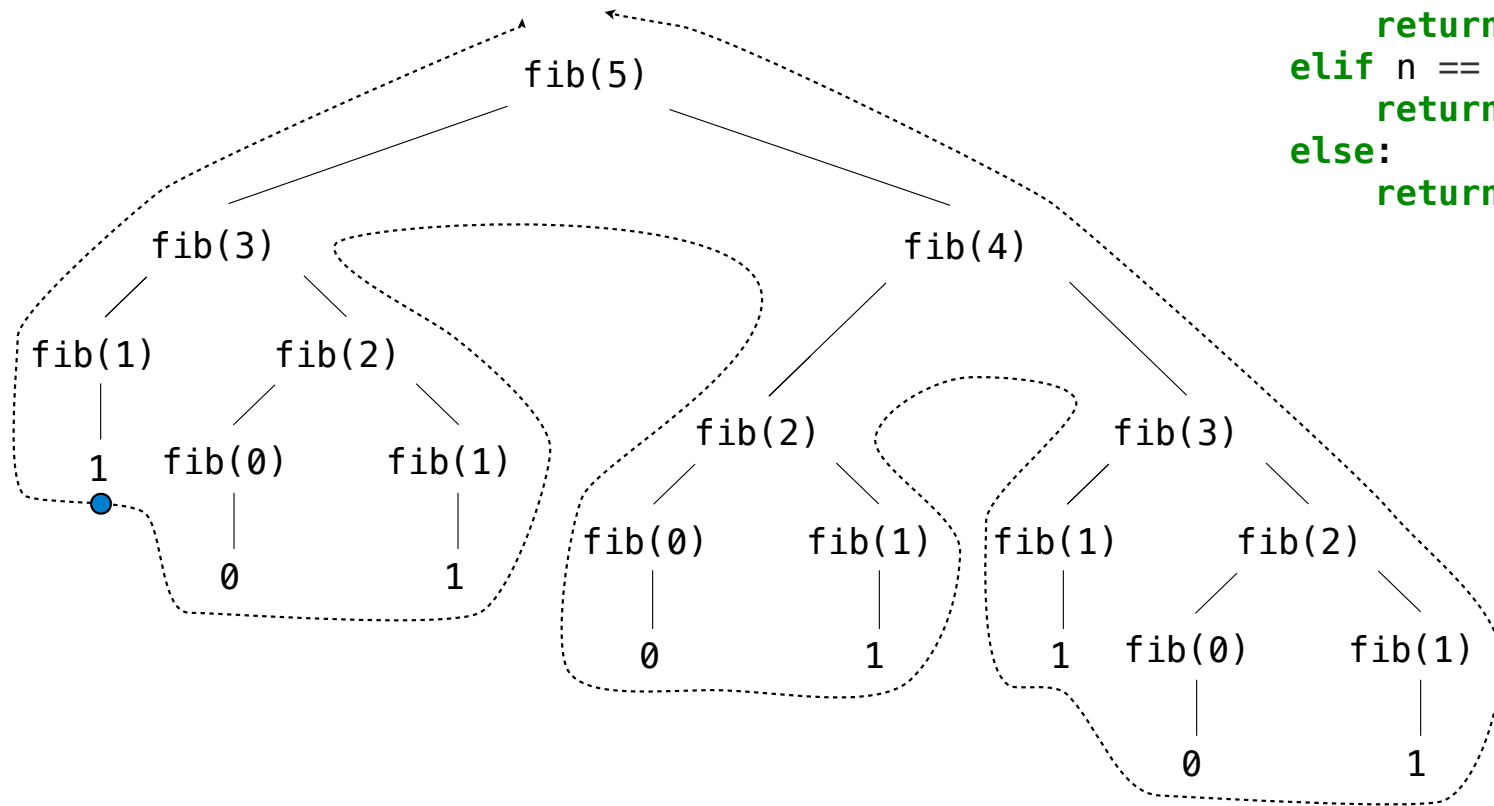 return
elif n ==
return
else:
return
fib(5)
fib(3) fib(4)
fib(1) fib(2)
fib(2) fib(3)
1 fib(0) fib(1)
fib(0) fib(1) fib(1) fib(2)
0 1
0 1 1 fib(0) fib(1)
0 1